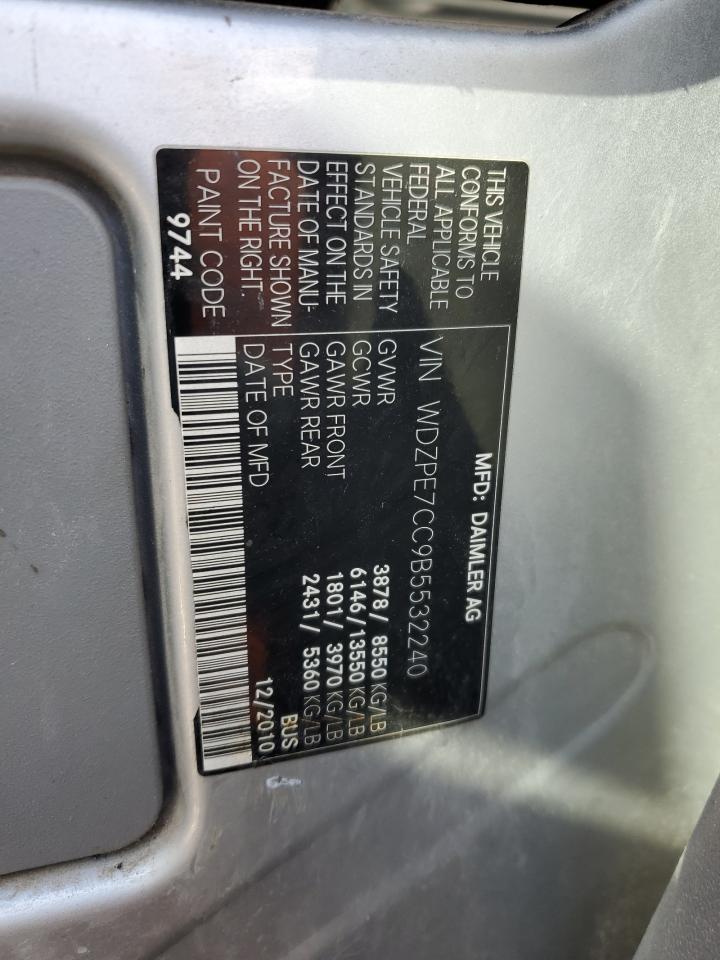 THIS VEHICLE
CONFORMS TO
ALL APPLICABLE
FEDERAL
VEHICLE SAFETY
STANDARDS IN
EFFECT ON THE
DATE OF MANU-
FACTURE SHOWN
ON THE RIGHT.
PAINT CODE
9744
MFD: DAIMLER AG
VIN WDZPE7CC9B5532240
GVWR 3878/ 8550 KG/LB
GCWR 6146/13550 KG/LB
GAWR FRONT 1801/ 3970 KG/LB
GAWR REAR 2431/ 5360 KG/LB
TYPE BUS
DATE OF MFD 12/2010